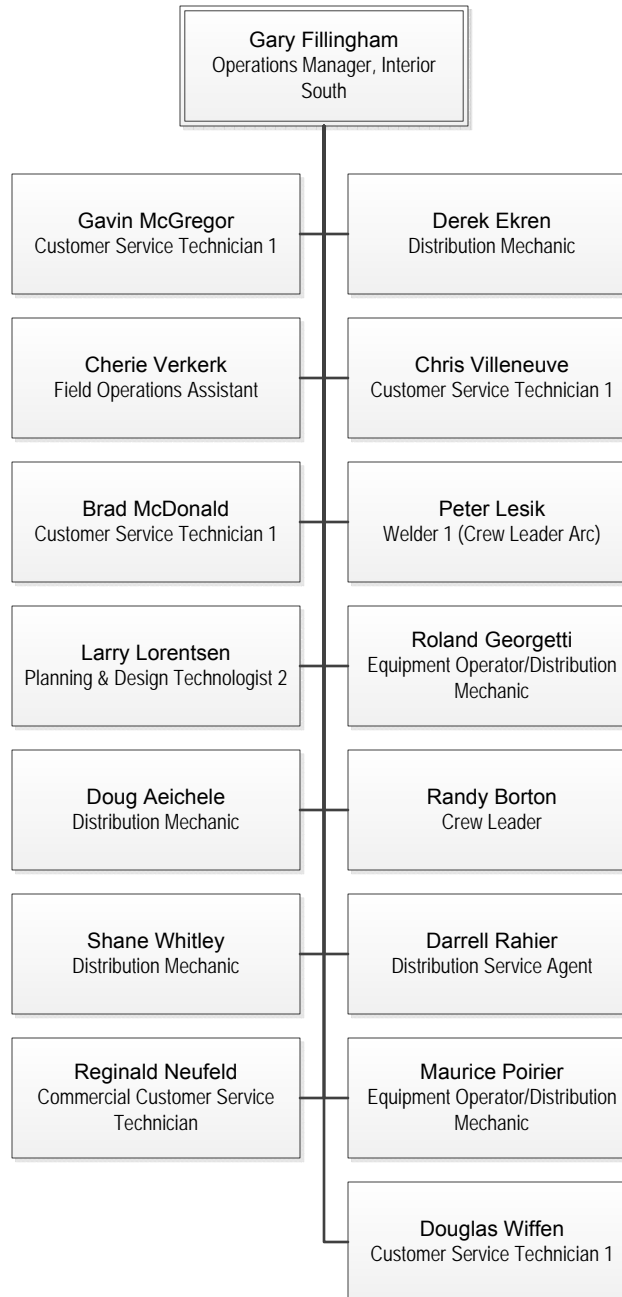 Gary Fillingham
Operations Manager, Interior
South
Gavin McGregor
Customer Service Technician 1
Derek Ekren
Distribution Mechanic
Cherie Verkerk
Field Operations Assistant
Chris Villeneuve
Customer Service Technician 1
Brad McDonald
Customer Service Technician 1
Peter Lesik
Welder 1 (Crew Leader Arc)
Larry Lorentsen
Planning & Design Technologist 2
Roland Georgetti
Equipment Operator/Distribution
Mechanic
Doug Aeichele
Distribution Mechanic
Randy Borton
Crew Leader
Shane Whitley
Distribution Mechanic
Darrell Rahier
Distribution Service Agent
Reginald Neufeld
Commercial Customer Service
Technician
Maurice Poirier
Equipment Operator/Distribution
Mechanic
Douglas Wiffen
Customer Service Technician 1